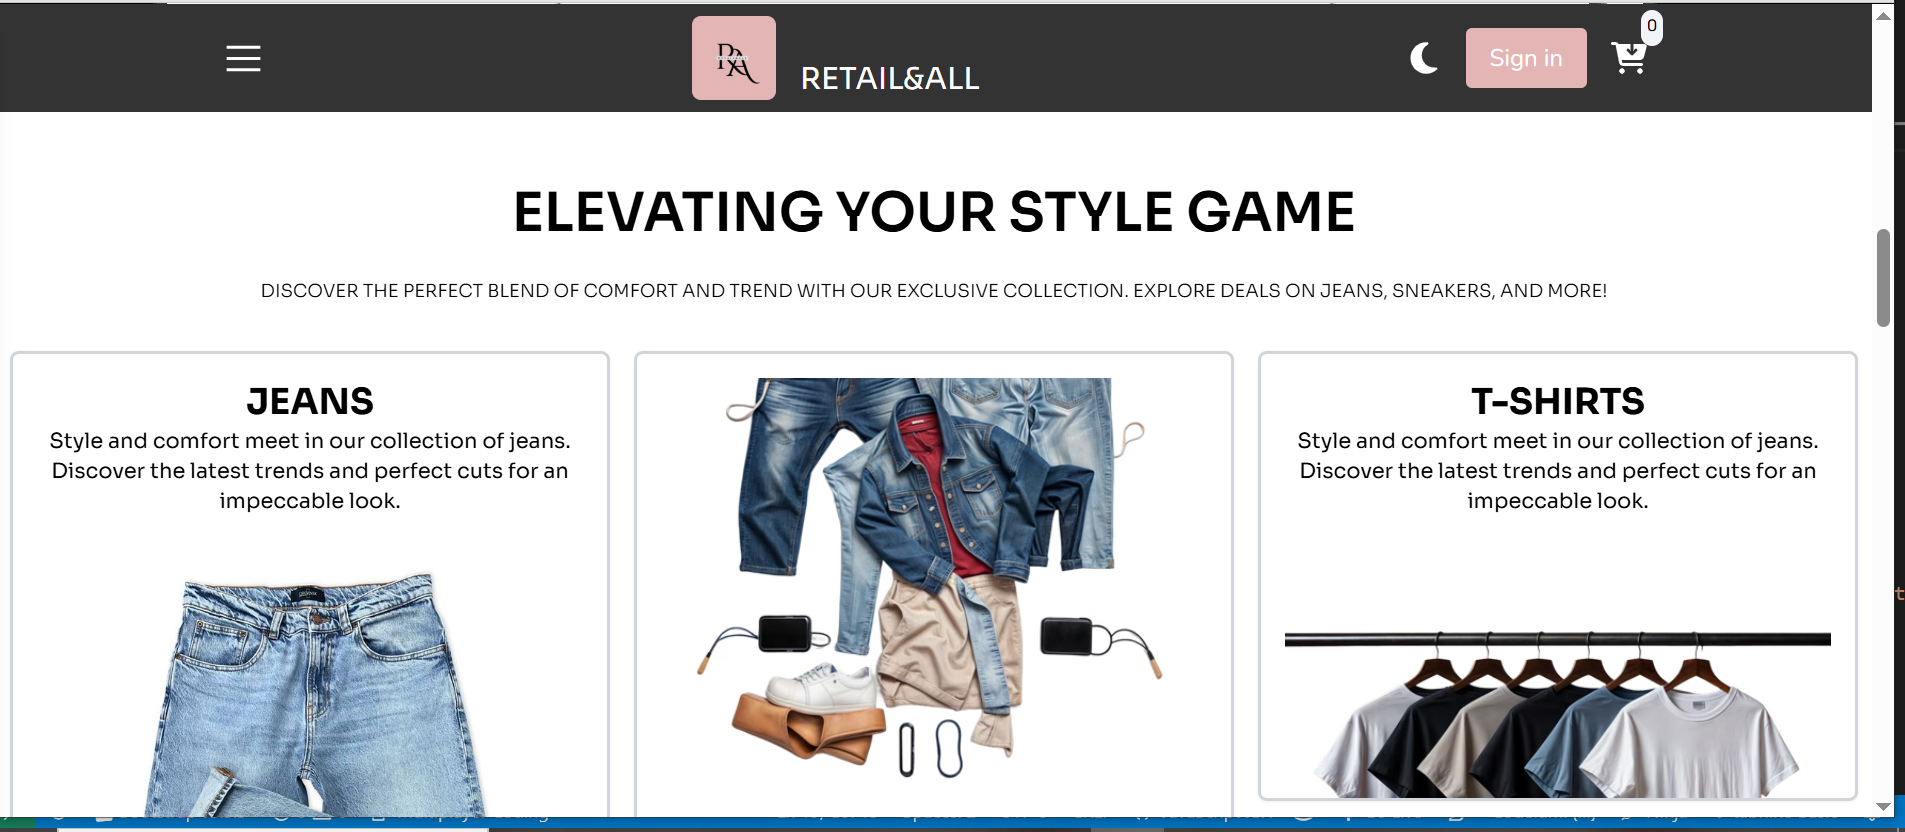 0
RA
RETAIL&ALL
Sign in
ELEVATING YOUR STYLE GAME
DISCOVER THE PERFECT BLEND OF COMFORT AND TREND WITH OUR EXCLUSIVE COLLECTION. EXPLORE DEALS ON JEANS, SNEAKERS, AND MORE!
JEANS
Style and comfort meet in our collection of jeans.
Discover the latest trends and perfect cuts for an
impeccable look.
T-SHIRTS
Style and comfort meet in our collection of jeans.
Discover the latest trends and perfect cuts for an
impeccable look.